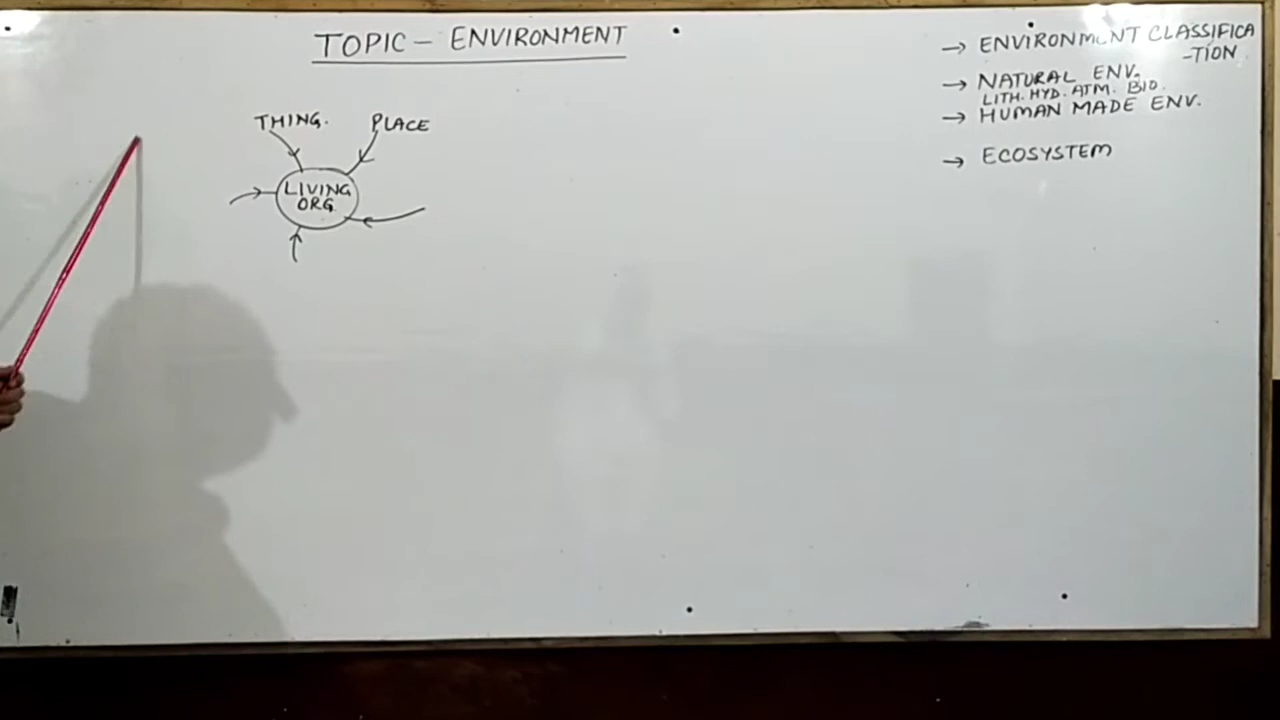 TOPIC – ENVIRONMENT
THING. PLACE
LIVING
ORG.
→ ENVIRONMENT CLASSIFICA
-TION
→ NATURAL ENV.
LITH. HYD. ATM. BIO.
→ HUMAN MADE ENV.
→ ECOSYSTEM